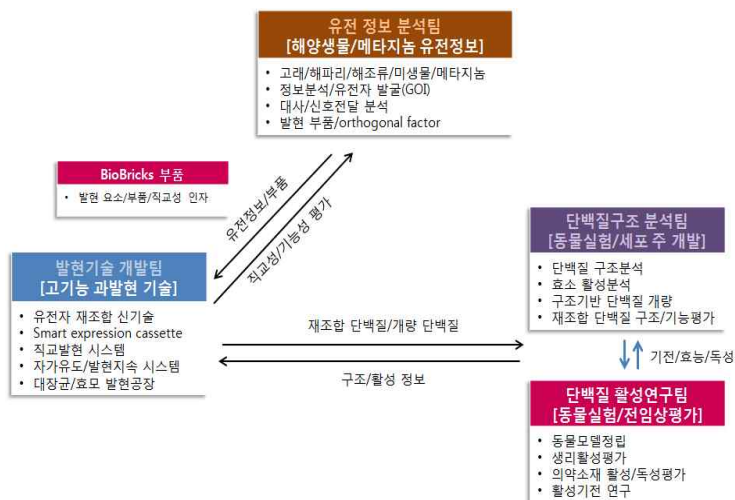 유전 정보 분석팀
[해양생물/메타지놈 유전정보]
• 고래/해파리/해조류/미생물/메타지놈
• 정보분석/유전자 발굴(GOI)
• 대사/신호전달 분석
• 발현 부품/orthogonal factor
BioBricks 부품
• 발현 요소/부품/직교성 인자
유전정보/부품
직교성/기능성 평가
발현기술 개발팀
[고기능 과발현 기술]
• 유전자 재조합 신기술
• Smart expression cassette
• 직교발현 시스템
• 자가유도/발현지속 시스템
• 대장균/효모 발현공장
재조합 단백질/개량 단백질
구조/활성 정보
단백질구조 분석팀
[동물실험/세포 주 개발]
• 단백질 구조분석
• 효소 활성분석
• 구조기반 단백질 개량
• 재조합 단백질 구조/기능평가
기전/효능/독성
단백질 활성연구팀
[동물실험/전임상평가]
• 동물모델정립
• 생리활성평가
• 의약소재 활성/독성평가
• 활성기전 연구